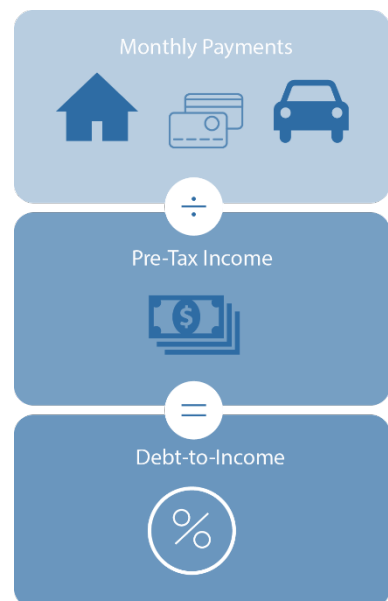 Monthly Payments
÷
Pre-Tax Income
$
=
Debt-to-Income
%